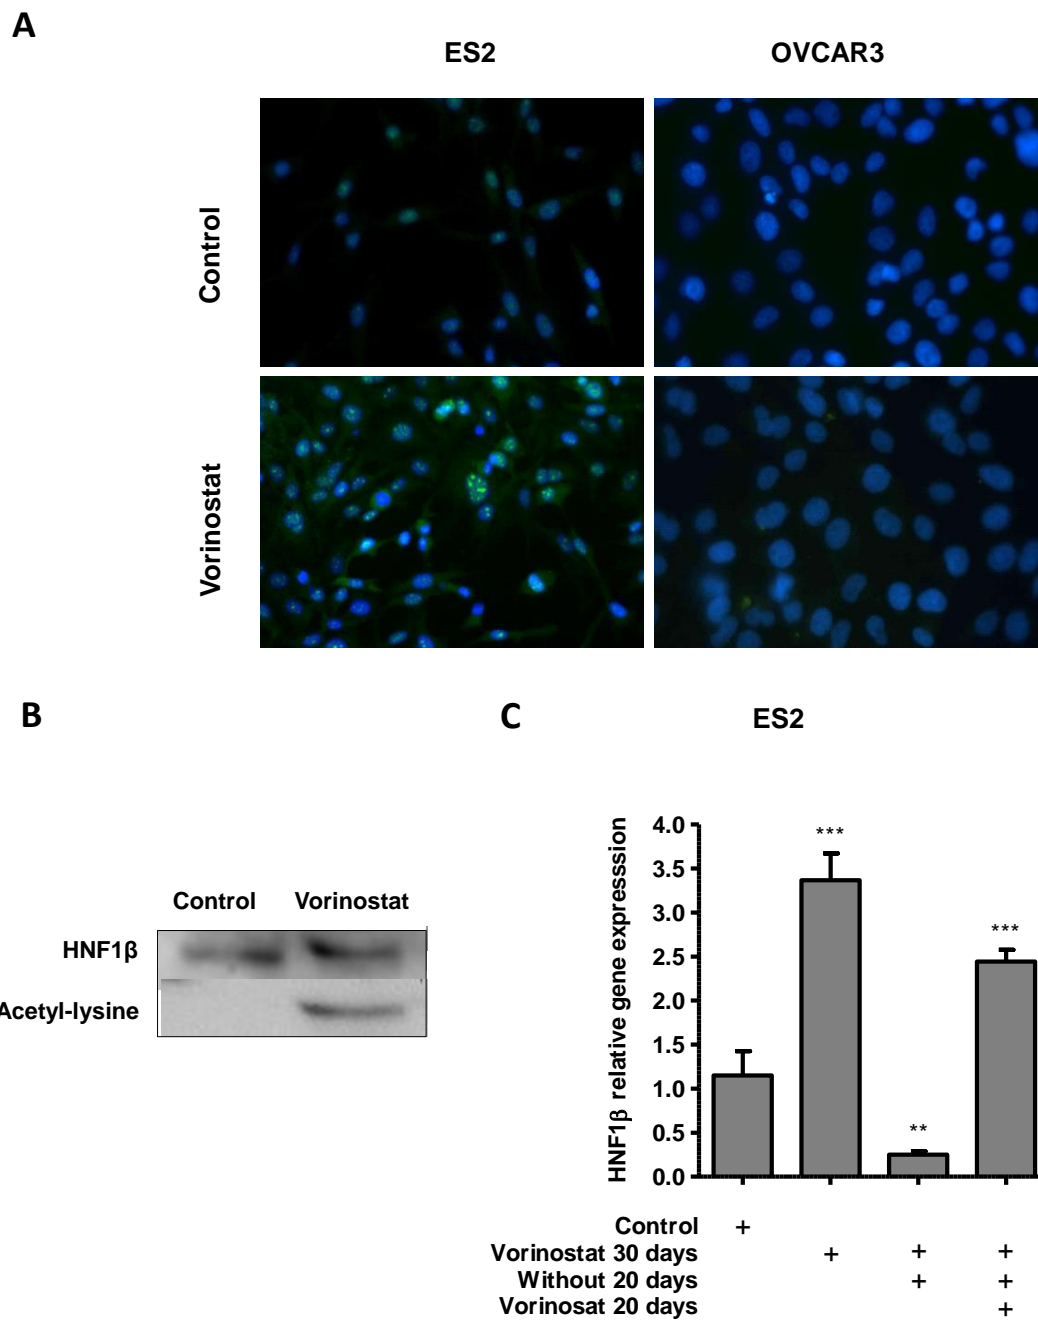 A
ES2 OVCAR3
Control
Vorinostat
B
Control Vorinostat
HNF1β
Acetyl-lysine
C
ES2
HNF1β relative gene expresssion
4.0
3.5
3.0
2.5
2.0
1.5
1.0
0.5
0.0
*** ** ***
Control +
Vorinostat 30 days + + +
Without 20 days + +
Vorinosat 20 days +